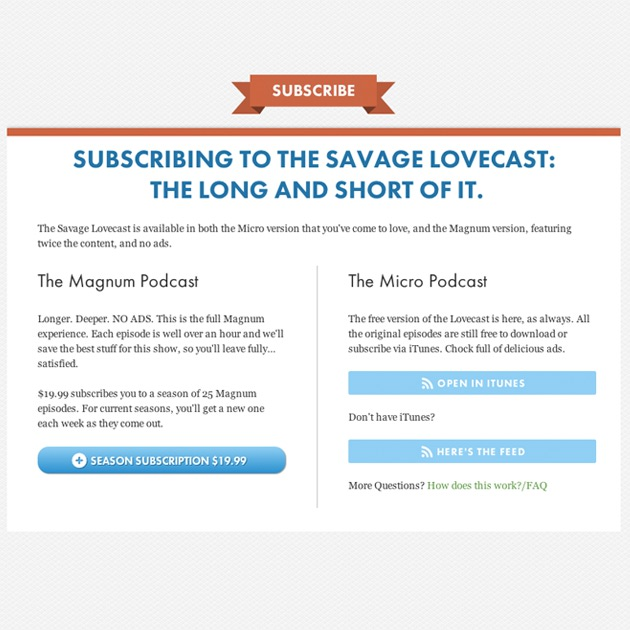 SUBSCRIBE
SUBSCRIBING TO THE SAVAGE LOVECAST:
THE LONG AND SHORT OF IT.
The Savage Lovecast is available in both the Micro version that you've come to love, and the Magnum version, featuring
twice the content, and no ads.
The Magnum Podcast
Longer. Deeper. NO ADS. This is the full Magnum
experience. Each episode is well over an hour and we'll
save the best stuff for this show, so you'll leave fully...
satisfied.
$19.99 subscribes you to a season of 25 Magnum
episodes. For current seasons, you'll get a new one
each week as they come out.
SEASON SUBSCRIPTION $19.99
The Micro Podcast
The free version of the Lovecast is here, as always. All
the original episodes are still free to download or
subscribe via iTunes. Chock full of delicious ads.
OPEN IN ITUNES
Don't have iTunes?
HERE'S THE FEED
More Questions? How does this work?/FAQ